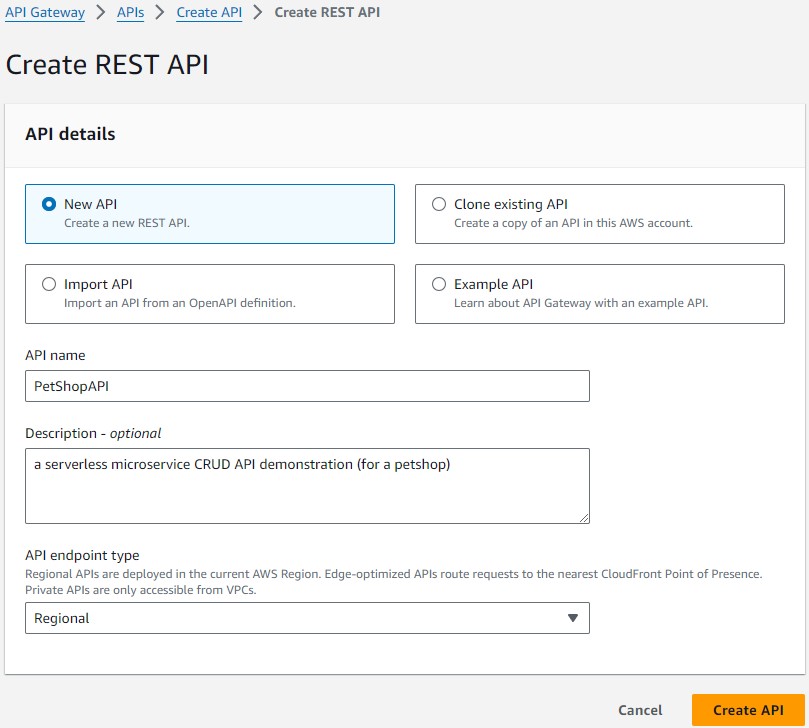 API Gateway > APIs > Create API > Create REST API
Create REST API
API details
New API
Create a new REST API.
Clone existing API
Create a copy of an API in this AWS account.
Import API
Import an API from an OpenAPI definition.
Example API
Learn about API Gateway with an example API.
API name
PetShopAPI
Description - optional
a serverless microservice CRUD API demonstration (for a petshop)
API endpoint type
Regional APIs are deployed in the current AWS Region. Edge-optimized APIs route requests to the nearest CloudFront Point of Presence.
Private APIs are only accessible from VPCs.
Regional
Cancel
Create API